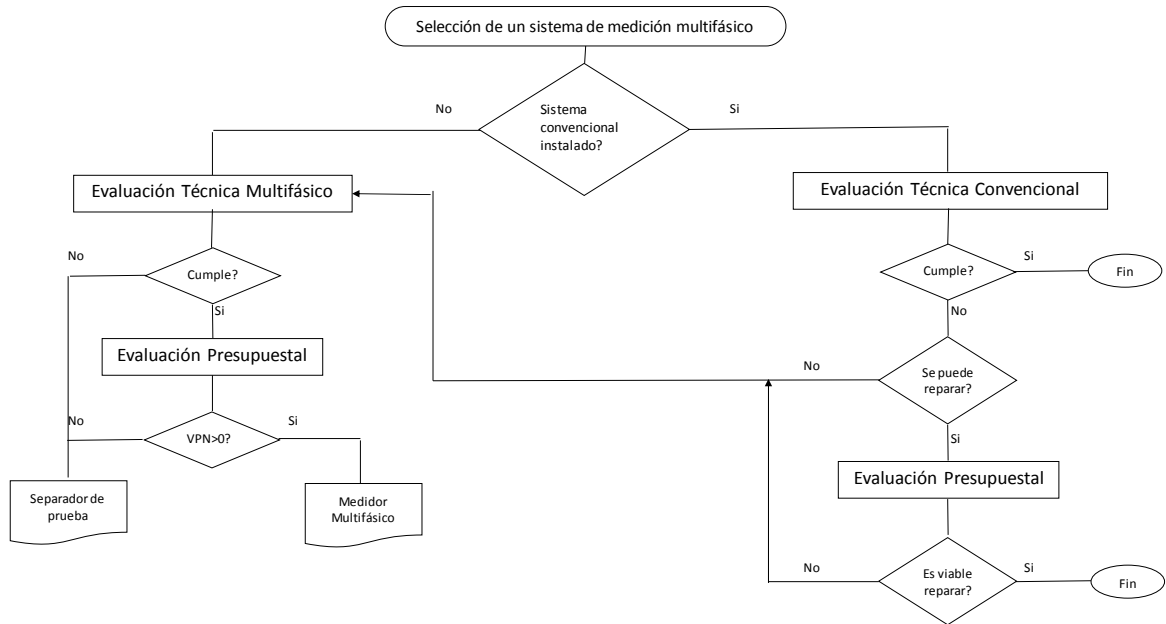 Selección de un sistema de medición multifásico
No
Sistema
convencional
instalado?
Si
Evaluación Técnica Multifásico
Evaluación Técnica Convencional
No
Cumple?
Si
Cumple?
Si
Fin
No
Evaluación Presupuestal
No
Se puede
reparar?
No
VPN>0?
Si
Si
Evaluación Presupuestal
Separador de
prueba
Medidor
Multifásico
No
Es viable
reparar?
Si
Fin